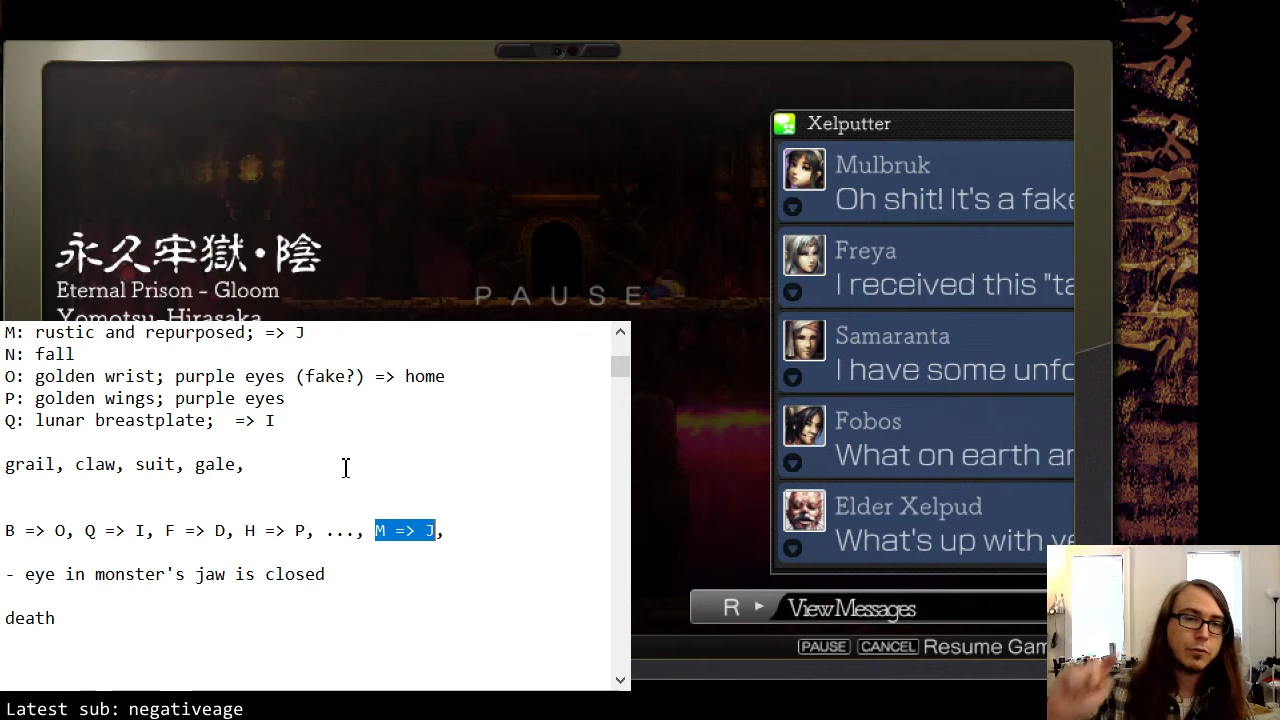 Xelputter
Mulbruk
Oh shit! It's a fake
Freya
I received this "ta
Samaranta
I have some unfo
Fobos
What on earth ar
Elder Xelpud
What's up with
永久牢獄・陰
Eternal Prison - Gloom
Yomotsu-Hirasaka
PAUSE
M: rustic and repurposed; => J
N: fall
O: golden wrist; purple eyes (fake?) => home
P: golden wings; purple eyes
Q: lunar breastplate;  => I
grail, claw, suit, gale,
B => O, Q => I, F => D, H => P, ..., M => J,
- eye in monster's jaw is closed
death
R View Messages
PAUSE CANCEL Resume Gam
Latest sub: negativeage